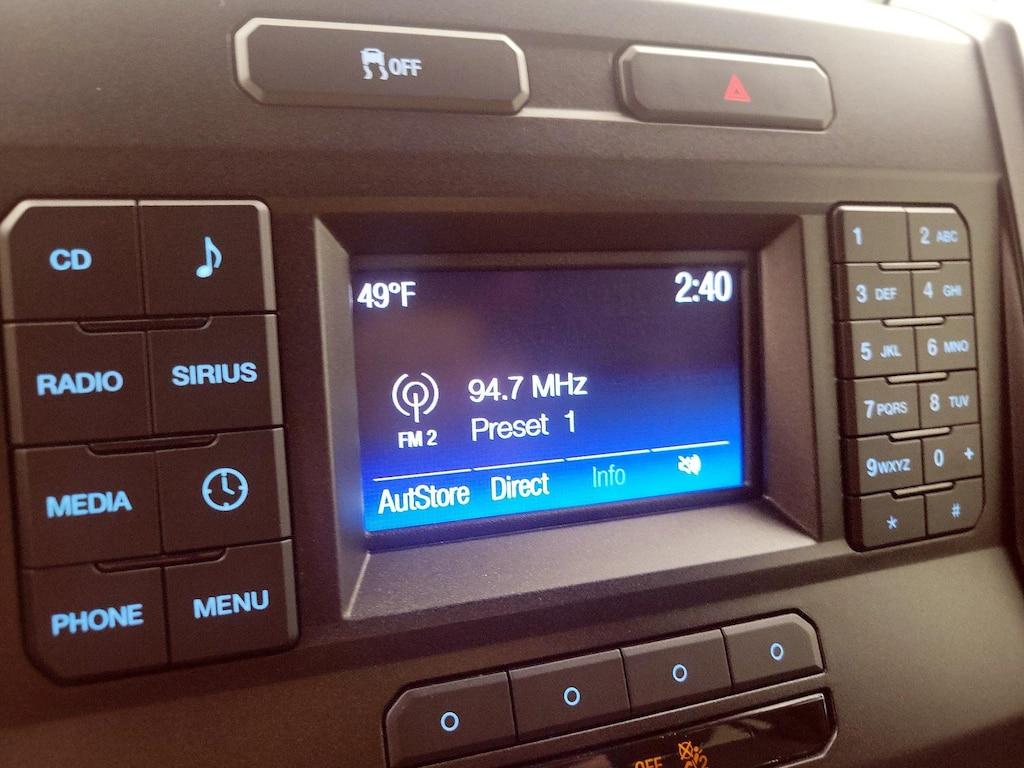 OFF
CD
RADIO SIRIUS
MEDIA
PHONE MENU
49°F 2:40
94.7 MHz
FM 2
Preset 1
AutStore Direct Info
1 2 ABC
3 DEF 4 GHI
5 JKL 6 MNO
7 PQRS 8 TUV
9 WXYZ 0 +
* #
OFF